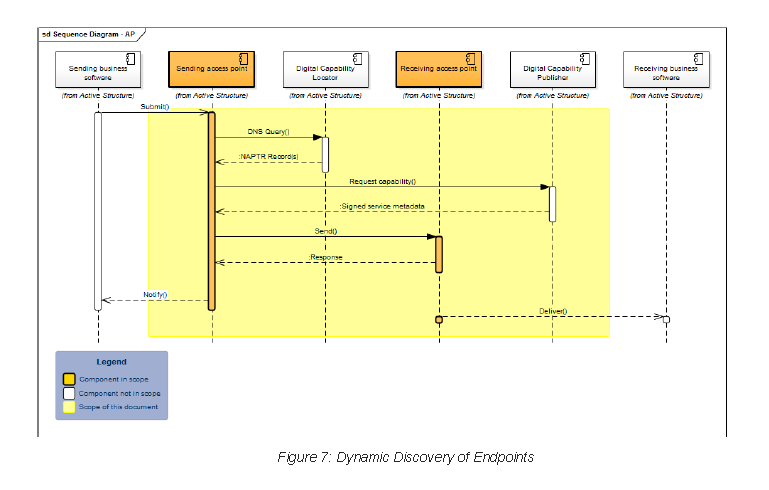 sd Sequence Diagram - AP
Sending business
software
Sending access point
Digital Capability
Locator
Receiving access point
Digital Capability
Publisher
Receiving business
software
(from Active Structure)
(from Active Structure)
(from Active Structure)
(from Active Structure)
(from Active Structure)
(from Active Structure)
Submit()
DNS Query()
:NAPTR Record(s)
Request capability()
:Signed service metadata
Send()
:Response
Notify()
Deliver()
Legend
Component in scope
Component not in scope
Scope of this document
Figure 7: Dynamic Discovery of Endpoints